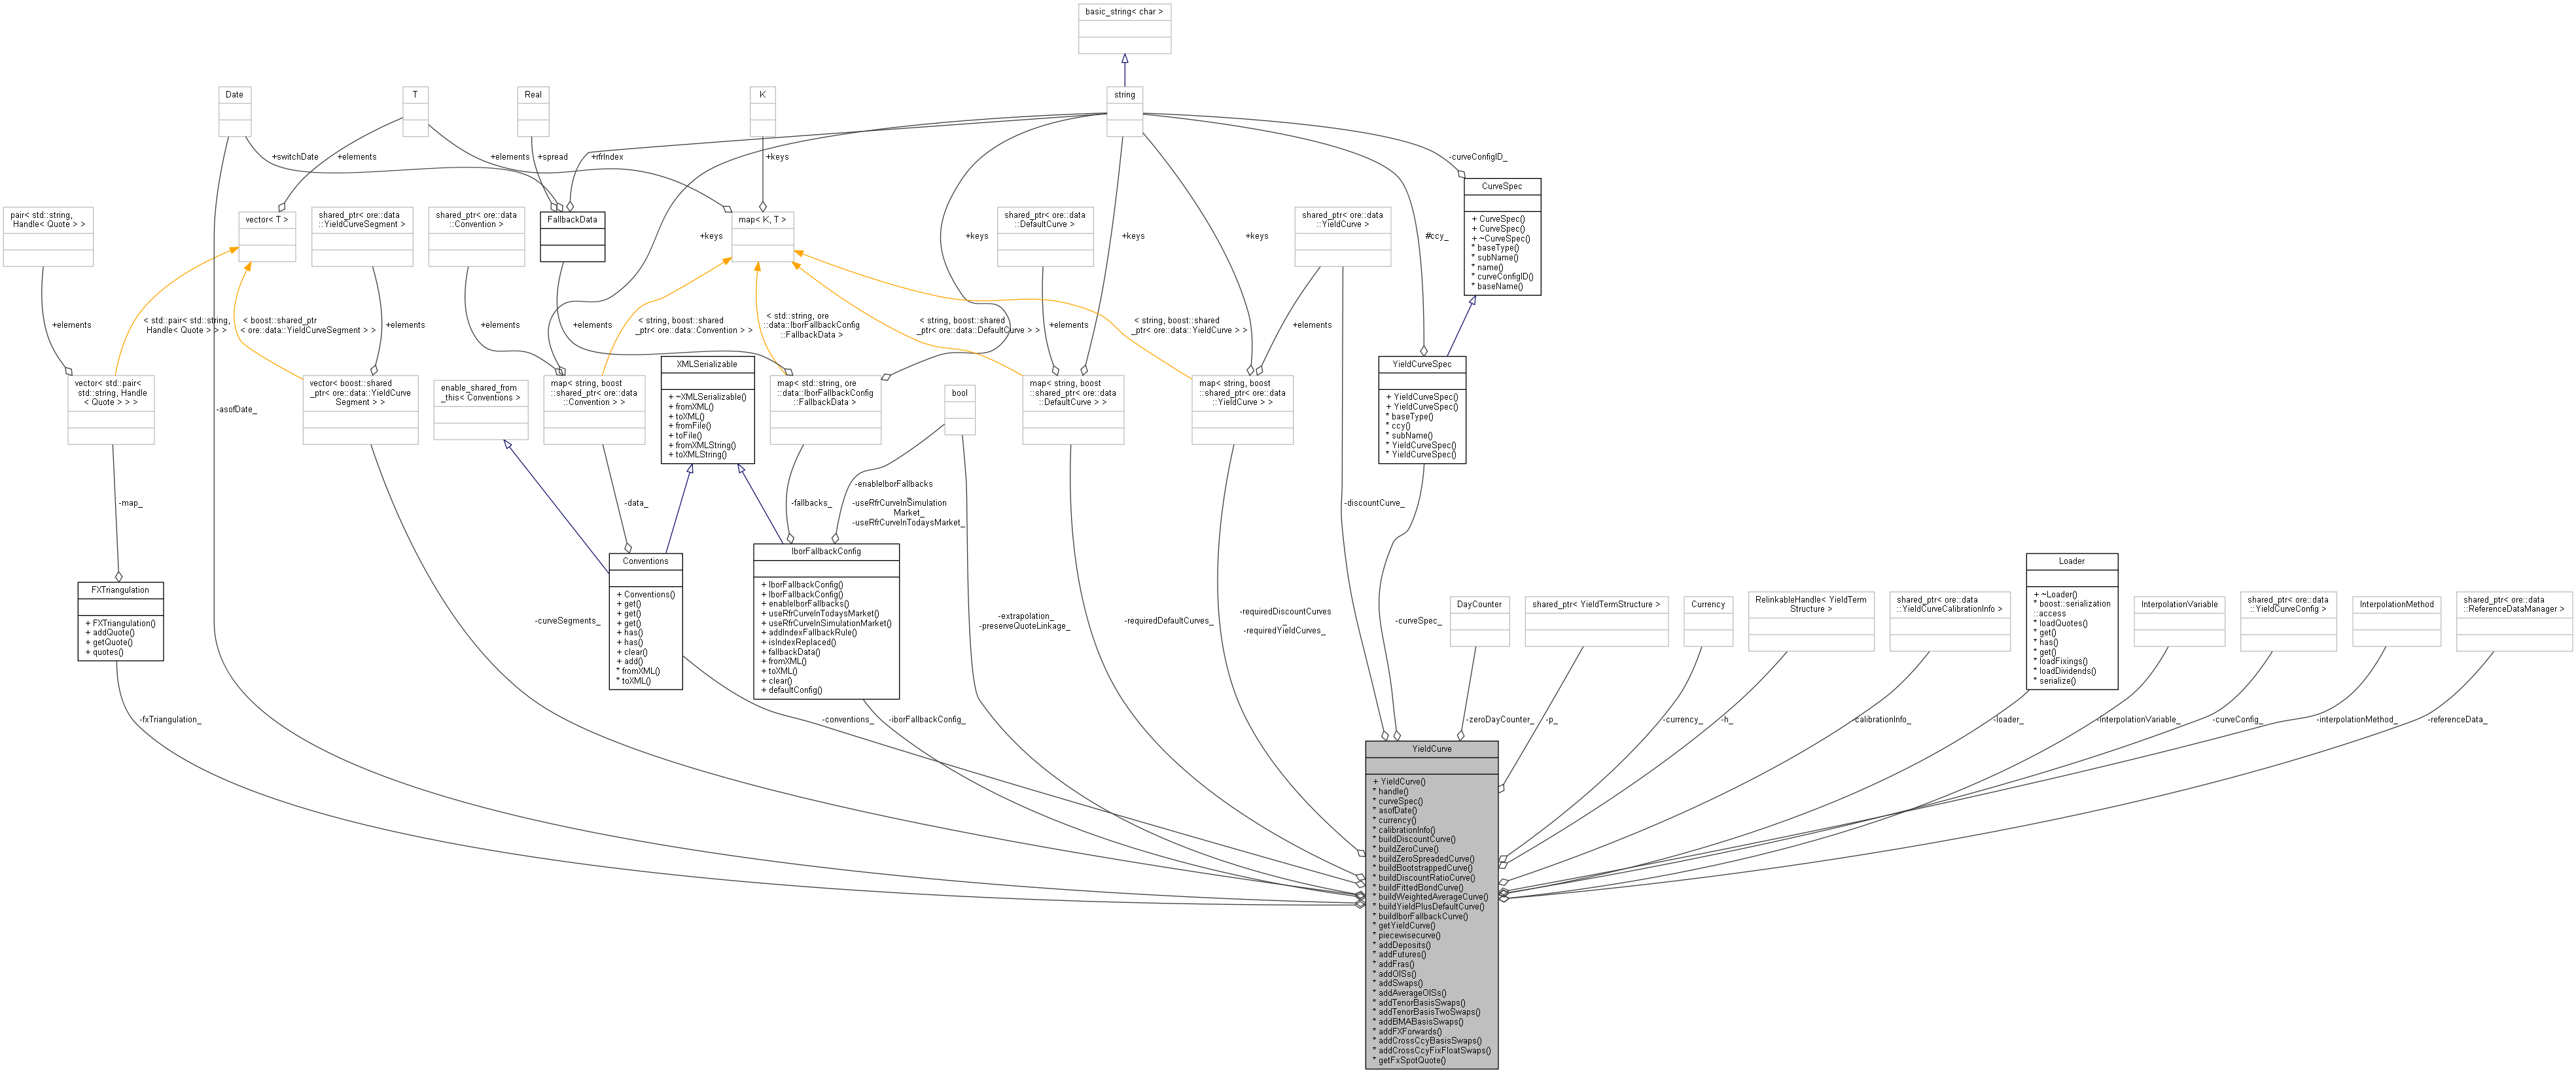 basic_string< char >
Date
T
Real
K
string
+switchDate
+elements
+elements
+spread
+rfrIndex
+keys
-curveConfigID_
CurveSpec
+ CurveSpec()
+ CurveSpec()
+ ~CurveSpec()
* baseType()
* subName()
* name()
* curveConfigID()
* baseName()
pair< std::string,
Handle< Quote > >
vector< T >
shared_ptr< ore::data
::YieldCurveSegment >
shared_ptr< ore::data
::Convention >
FallbackData
map< K, T >
shared_ptr< ore::data
::DefaultCurve >
shared_ptr< ore::data
::YieldCurve >
+keys
+keys
+keys
+keys
#ccy_
+elements
< std::pair< std::string,
Handle< Quote > > >
< boost::shared_ptr
< ore::data::YieldCurveSegment > >
+elements
+elements
+elements
< string, boost::shared
_ptr< ore::data::Convention > >
< std::string, ore
::data::IborFallbackConfig
::FallbackData >
< string, boost::shared
_ptr< ore::data::DefaultCurve > >
+elements
< string, boost::shared
_ptr< ore::data::YieldCurve > >
+elements
vector< std::pair<
std::string, Handle
< Quote > > >
vector< boost::shared
_ptr< ore::data::YieldCurve
Segment > >
enable_shared_from
_this< Conventions >
map< string, boost
::shared_ptr< ore::data
::Convention > >
XMLSerializable
+ ~XMLSerializable()
+ fromXML()
+ toXML()
+ fromFile()
+ toFile()
+ fromXMLString()
+ toXMLString()
map< std::string, ore
::data::IborFallbackConfig
::FallbackData >
bool
map< string, boost
::shared_ptr< ore::data
::DefaultCurve > >
map< string, boost
::shared_ptr< ore::data
::YieldCurve > >
YieldCurveSpec
+ YieldCurveSpec()
+ YieldCurveSpec()
* baseType()
* ccy()
* subName()
* YieldCurveSpec()
* YieldCurveSpec()
-asofDate_
-map_
-data_
-fallbacks_
-enableIborFallbacks
_
-useRfrCurveInSimulation
Market_
-useRfrCurveInTodaysMarket_
-discountCurve_
FXTriangulation
+ FXTriangulation()
+ addQuote()
+ getQuote()
+ quotes()
-curveSegments_
Conventions
+ Conventions()
+ get()
+ get()
+ get()
+ has()
+ has()
+ clear()
+ add()
* fromXML()
* toXML()
IborFallbackConfig
+ IborFallbackConfig()
+ IborFallbackConfig()
+ enableIborFallbacks()
+ useRfrCurveInTodaysMarket()
+ useRfrCurveInSimulationMarket()
+ addIndexFallbackRule()
+ isIndexReplaced()
+ fallbackData()
+ fromXML()
+ toXML()
+ clear()
+ defaultConfig()
-extrapolation_
-preserveQuoteLinkage_
-requiredDefaultCurves_
-requiredDiscountCurves
_
-requiredYieldCurves_
-curveSpec_
DayCounter
shared_ptr< YieldTermStructure >
Currency
RelinkableHandle< YieldTerm
Structure >
shared_ptr< ore::data
::YieldCurveCalibrationInfo >
Loader
+ ~Loader()
* boost::serialization
::access
* loadQuotes()
* get()
* has()
* get()
* loadFixings()
* loadDividends()
* serialize()
InterpolationVariable
shared_ptr< ore::data
::YieldCurveConfig >
InterpolationMethod
shared_ptr< ore::data
::ReferenceDataManager >
-fxTriangulation_
-conventions_
-iborFallbackConfig_
-zeroDayCounter_
-p_
-currency_
-h_
-calibrationInfo_
-loader_
-interpolationVariable_
-curveConfig_
-interpolationMethod_
-referenceData_
YieldCurve
+ YieldCurve()
* handle()
* curveSpec()
* asofDate()
* currency()
* calibrationInfo()
* buildDiscountCurve()
* buildZeroCurve()
* buildZeroSpreadedCurve()
* buildBootstrappedCurve()
* buildDiscountRatioCurve()
* buildFittedBondCurve()
* buildWeightedAverageCurve()
* buildYieldPlusDefaultCurve()
* buildIborFallbackCurve()
* getYieldCurve()
* piecewisecurve()
* addDeposits()
* addFutures()
* addFras()
* addOISs()
* addSwaps()
* addAverageOISs()
* addTenorBasisSwaps()
* addTenorBasisTwoSwaps()
* addBMABasisSwaps()
* addFXForwards()
* addCrossCcyBasisSwaps()
* addCrossCcyFixFloatSwaps()
* getFxSpotQuote()